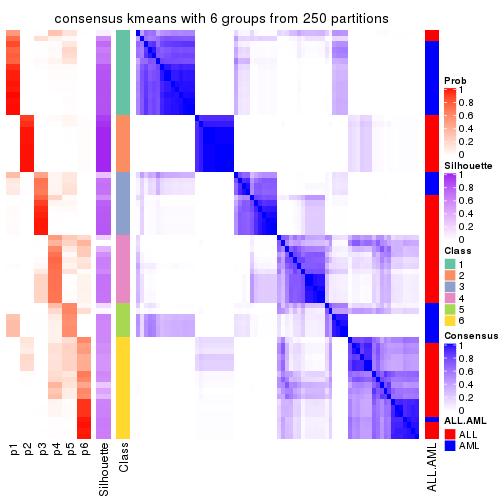 consensus kmeans with 6 groups from 250 partitions
Prob
1
0.8
0.6
0.4
0.2
0
Silhouette
1
0.8
0.6
0.4
0.2
0
Class
1
2
3
4
5
6
Consensus
1
0.8
0.6
0.4
0.2
0
ALL.AML
ALL
AML
p1
p2
p3
p4
p5
p6
Silhouette
Class
ALL.AML